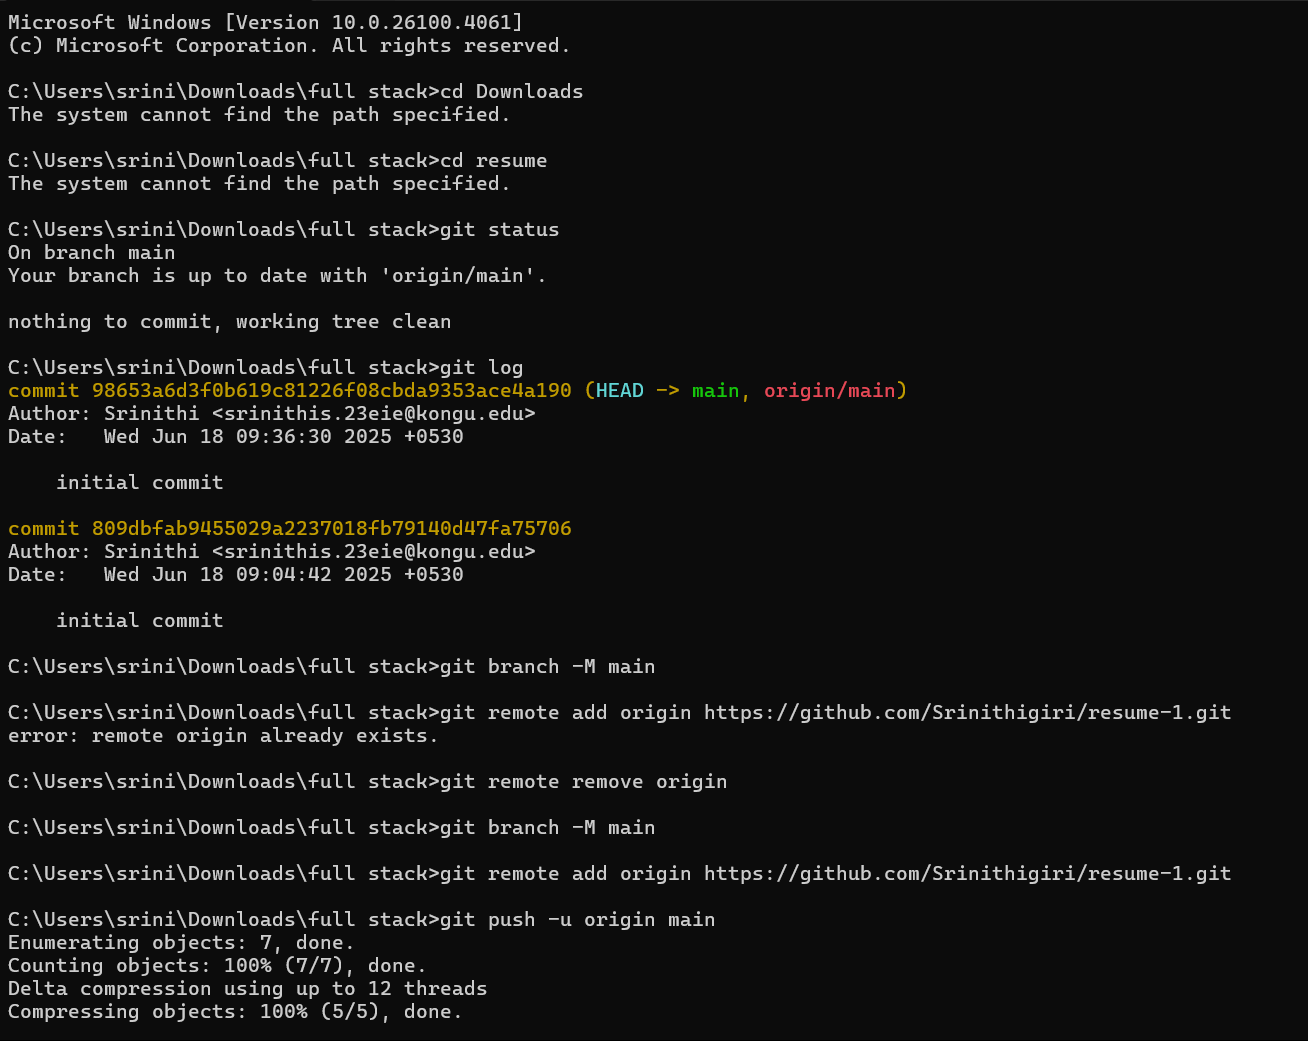 Microsoft Windows [Version 10.0.26100.4061]
(c) Microsoft Corporation. All rights reserved.
C:\Users\srini\Downloads\full stack>cd Downloads
The system cannot find the path specified.
C:\Users\srini\Downloads\full stack>cd resume
The system cannot find the path specified.
C:\Users\srini\Downloads\full stack>git status
On branch main
Your branch is up to date with 'origin/main'.
nothing to commit, working tree clean
C:\Users\srini\Downloads\full stack>git log
commit 98653a6d3f0b619c81226f08cbda9353ace4a190 (HEAD -> main, origin/main)
Author: Srinithi <srinithis.23eie@kongu.edu>
Date:   Wed Jun 18 09:36:30 2025 +0530
    initial commit
commit 809dbfab9455029a2237018fb79140d47fa75706
Author: Srinithi <srinithis.23eie@kongu.edu>
Date:   Wed Jun 18 09:04:42 2025 +0530
    initial commit
C:\Users\srini\Downloads\full stack>git branch -M main
C:\Users\srini\Downloads\full stack>git remote add origin https://github.com/Srinithigiri/resume-1.git
error: remote origin already exists.
C:\Users\srini\Downloads\full stack>git remote remove origin
C:\Users\srini\Downloads\full stack>git branch -M main
C:\Users\srini\Downloads\full stack>git remote add origin https://github.com/Srinithigiri/resume-1.git
C:\Users\srini\Downloads\full stack>git push -u origin main
Enumerating objects: 7, done.
Counting objects: 100% (7/7), done.
Delta compression using up to 12 threads
Compressing objects: 100% (5/5), done.